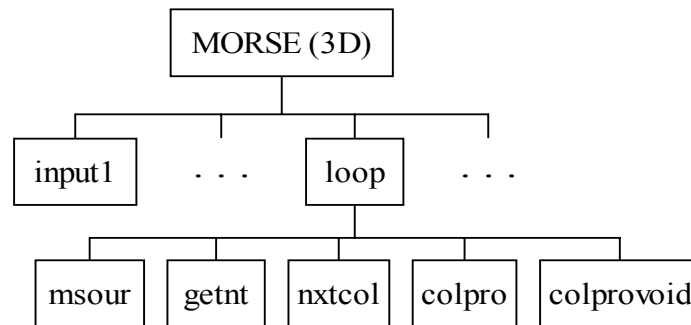 MORSE (3D)
input1 . . . loop . . .
msour getnt nxtcol colpro colprovoid